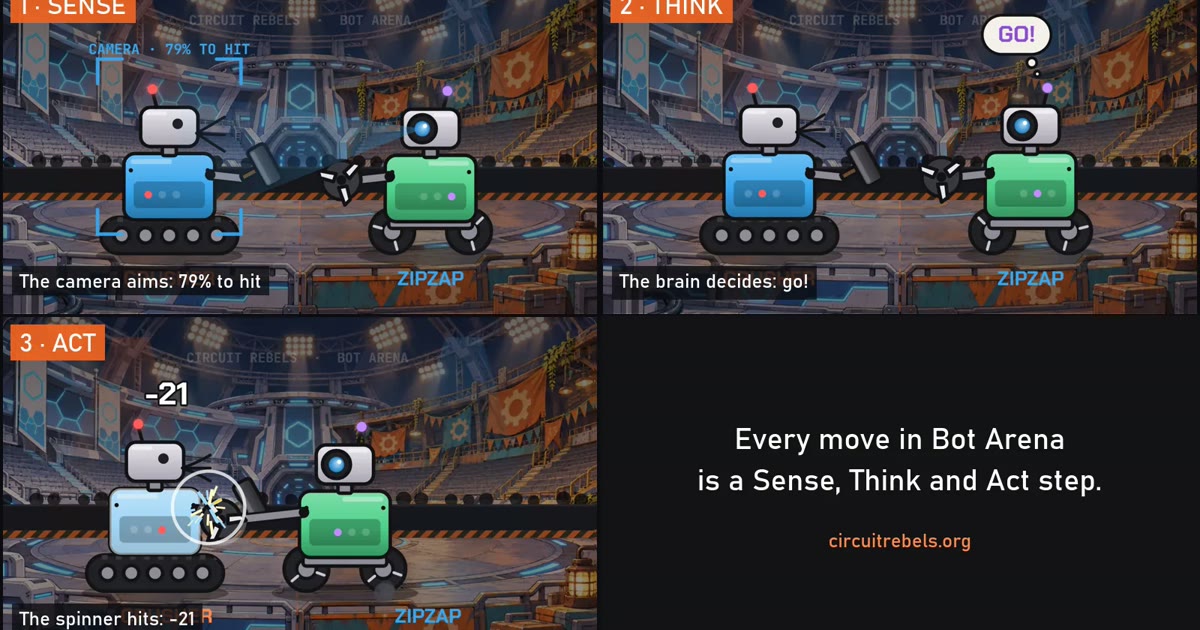 1 · SENSE
CIRCUIT REBELS · BOT ARENA
CAMERA · 79% TO HIT
ZIPZAP
The camera aims: 79% to hit
2 · THINK
CIRCUIT REBELS · BOT
GO!
ZIPZAP
The brain decides: go!
3 · ACT
CIRCUIT REBELS · BOT ARENA
-21
ZIPZAP
The spinner hits: -21
Every move in Bot Arena
is a Sense, Think and Act step.
circuitrebels.org